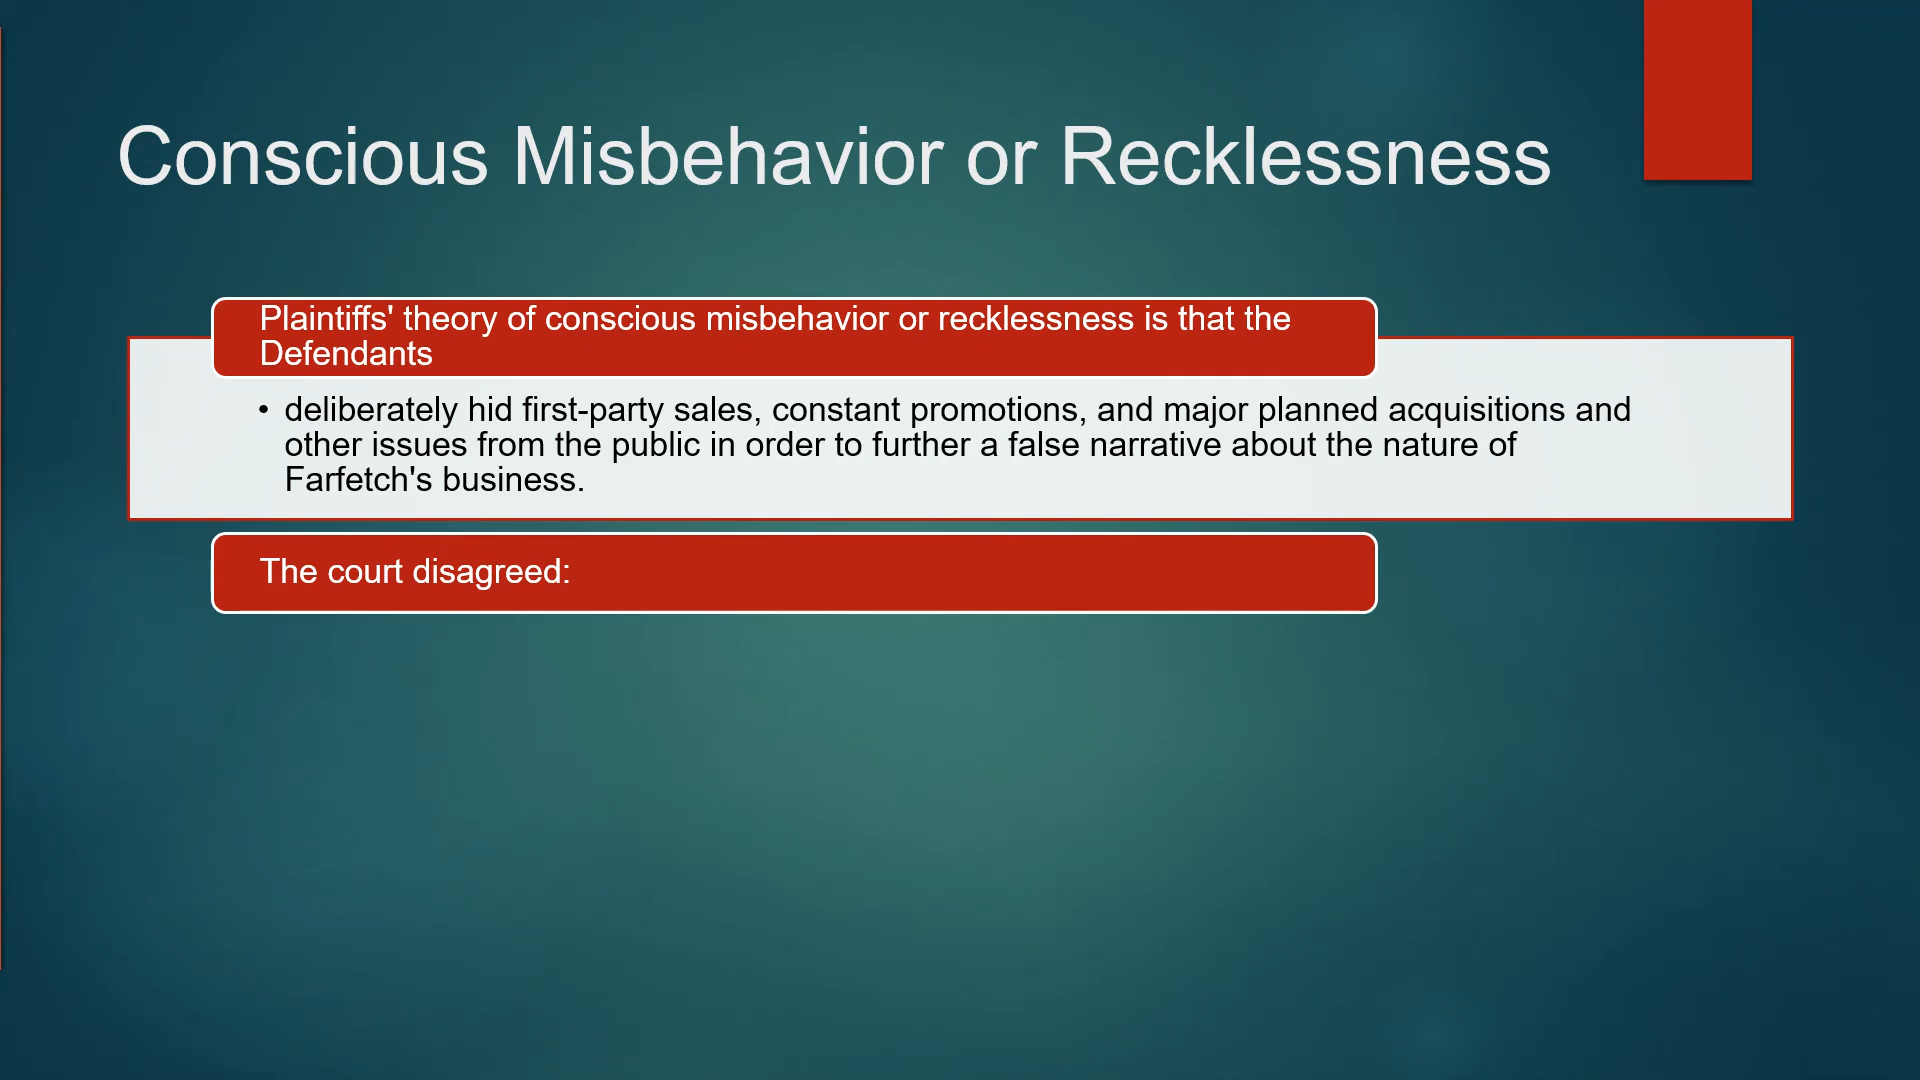 Conscious Misbehavior or Recklessness
Plaintiffs' theory of conscious misbehavior or recklessness is that the
Defendants
• deliberately hid first-party sales, constant promotions, and major planned acquisitions and
other issues from the public in order to further a false narrative about the nature of
Farfetch's business.
The court disagreed: